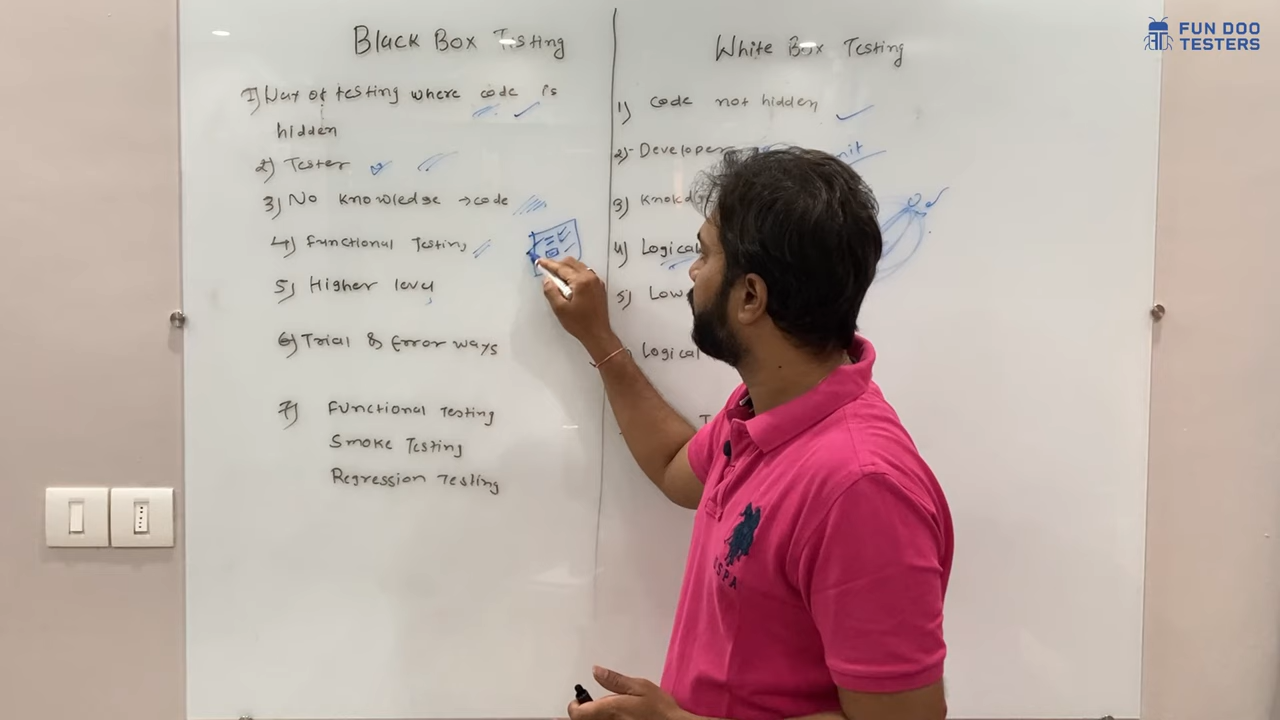 Black Box Testing
1) Way of testing where code is
hidden
2) Tester
3) No Knowledge → code
4) Functional Testing
5) Higher level
6) Trial & Error ways
7) Functional Testing
Smoke Testing
Regression Testing
White Box Testing
1) Code not hidden
2) Developer
3)
4) Logical
5) Low
Logical
FUN DOO
TESTERS
USPA